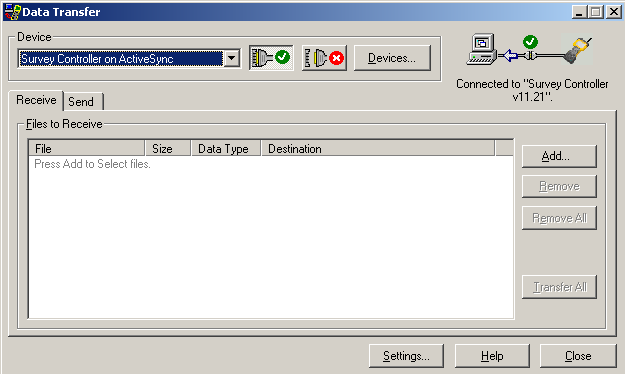 Data Transfer
Device
Survey Controller on ActiveSync
Devices...
Connected to "Survey Controller
v11.21".
Receive
Send
Files to Receive
File Size Data Type Destination
Press Add to Select files.
Add...
Remove
Remove All
Transfer All
Settings...
Help
Close